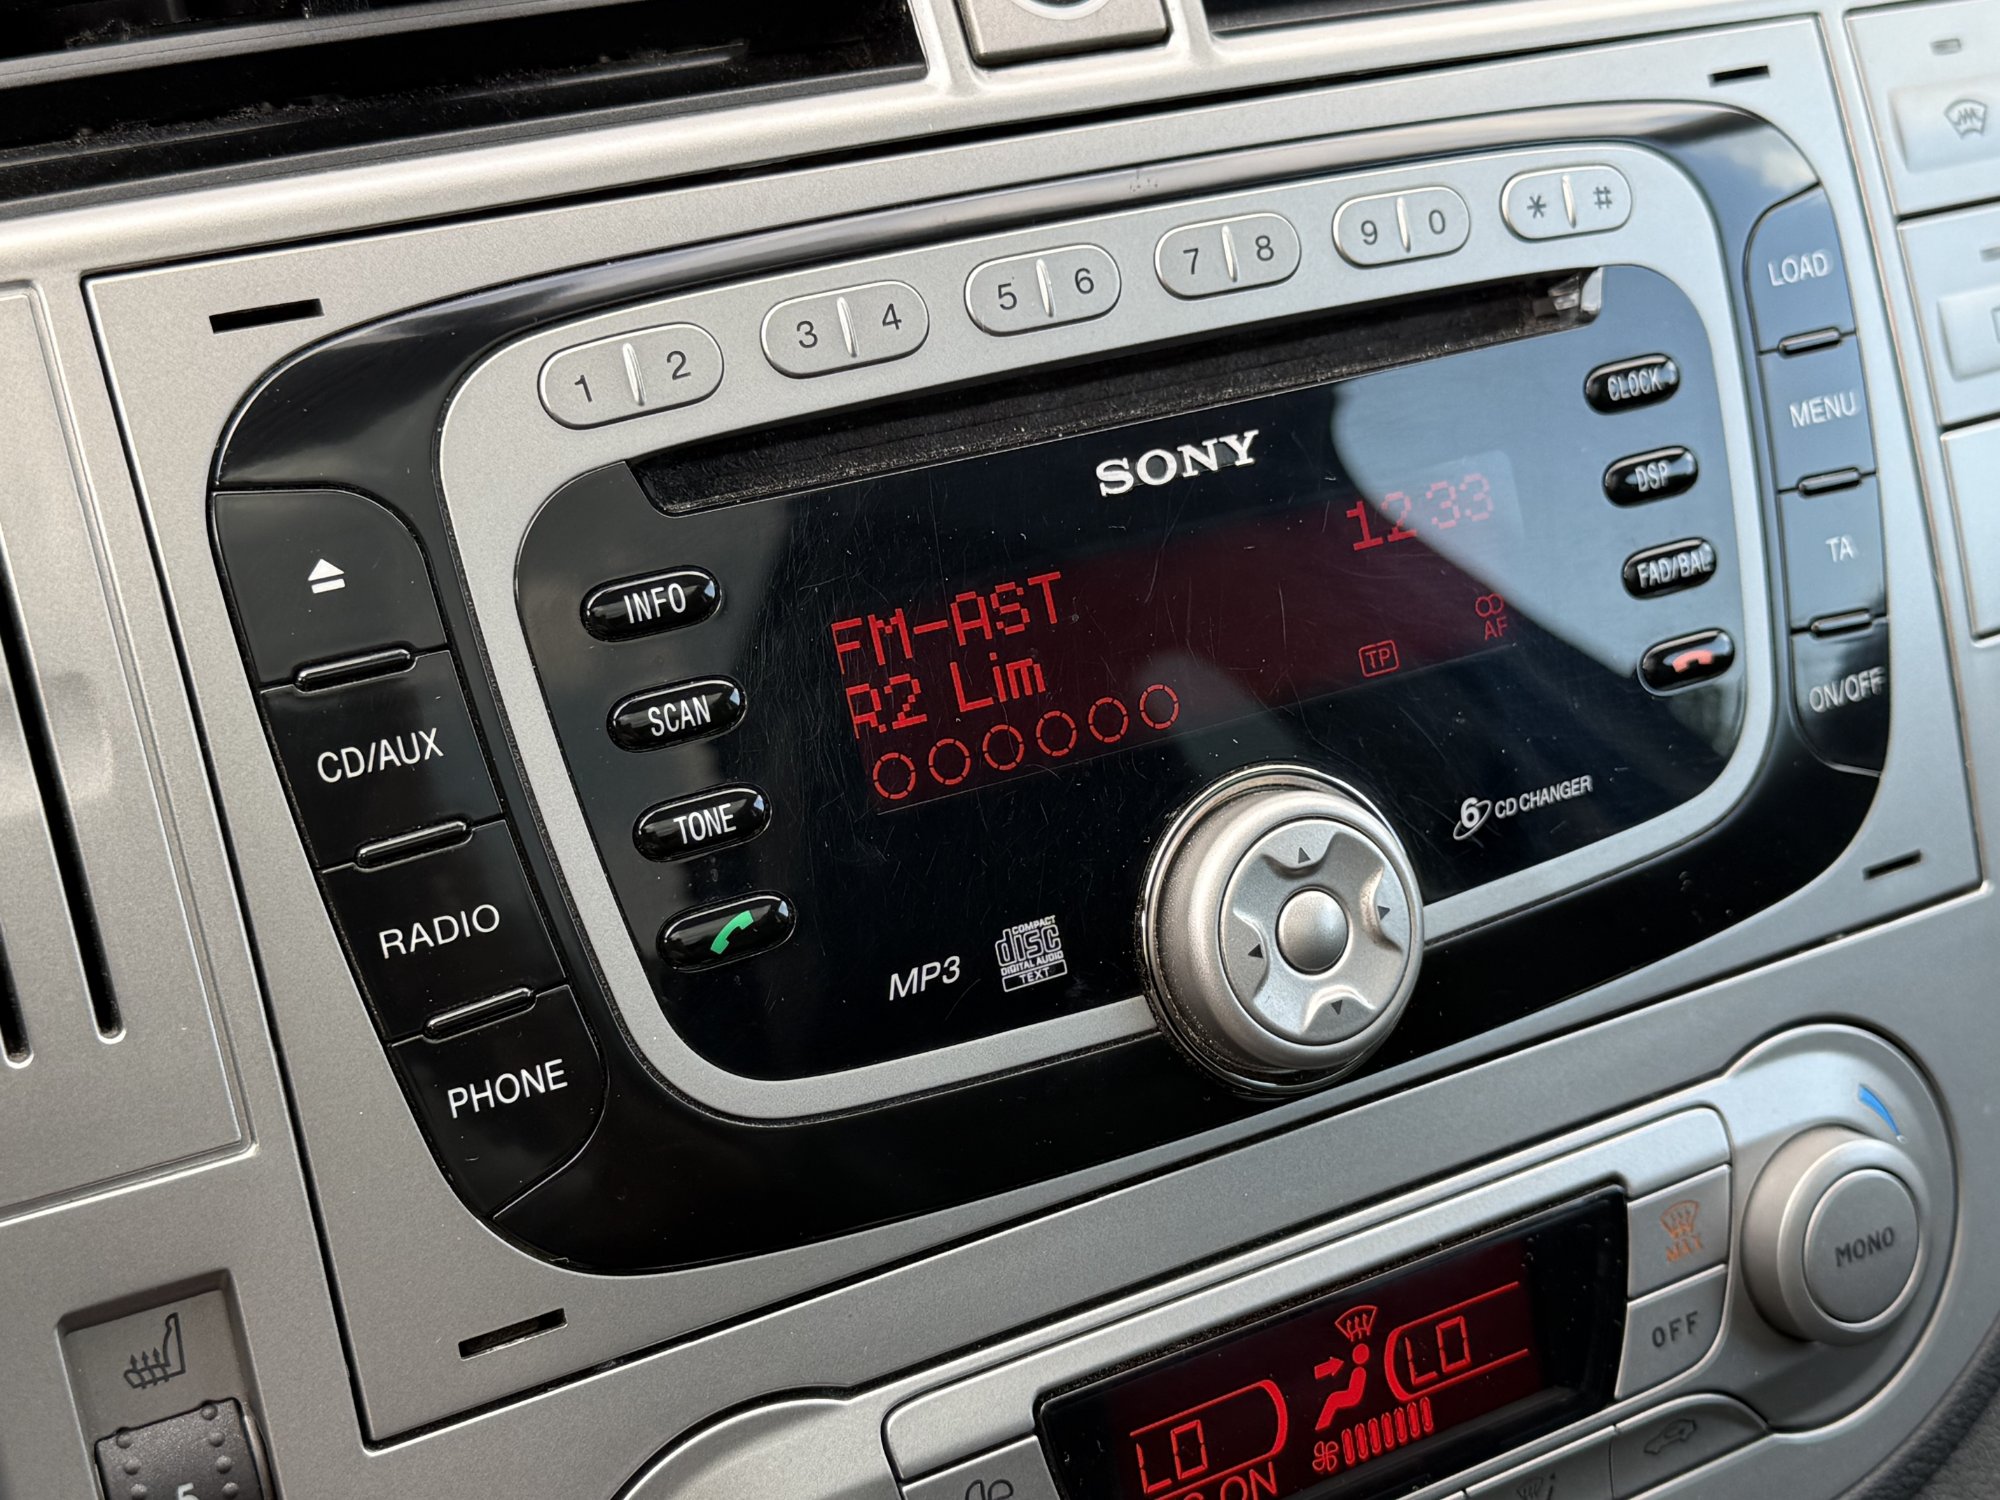 1 2
3 4
5 6
7 8
9 0
* #
LOAD
SONY
CLOCK
MENU
12 33
DSP
INFO
FM-AST
FAD/BAL
TA
AF
SCAN
R2 Lim
TP
ON/OFF
CD/AUX
TONE
6 CD CHANGER
RADIO
MP3
COMPACT
disc
DIGITAL AUDIO
TEXT
PHONE
MAX
MONO
OFF
LO
LO
ON
5